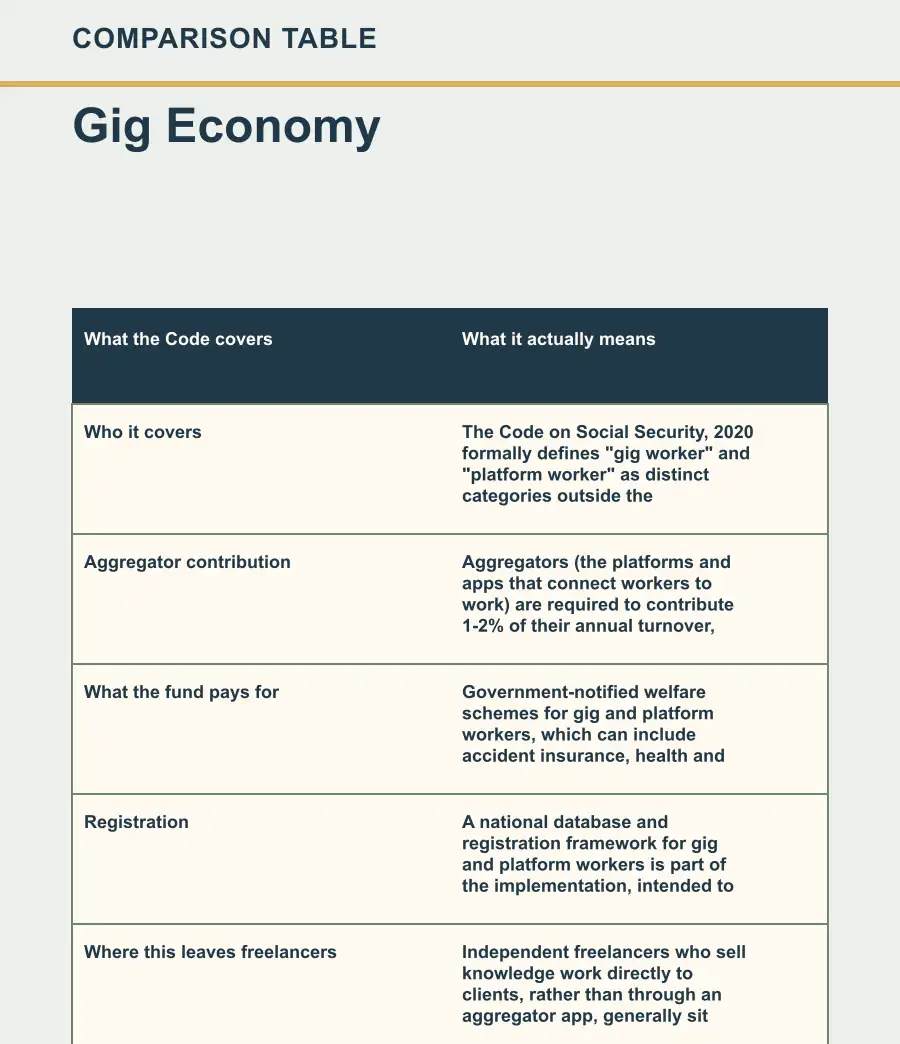 COMPARISON TABLE
Gig Economy
What the Code covers
What it actually means
Who it covers
The Code on Social Security, 2020
formally defines "gig worker" and
"platform worker" as distinct
categories outside the
Aggregator contribution
Aggregators (the platforms and
apps that connect workers to
work) are required to contribute
1-2% of their annual turnover,
What the fund pays for
Government-notified welfare
schemes for gig and platform
workers, which can include
accident insurance, health and
Registration
A national database and
registration framework for gig
and platform workers is part of
the implementation, intended to
Where this leaves freelancers
Independent freelancers who sell
knowledge work directly to
clients, rather than through an
aggregator app, generally sit